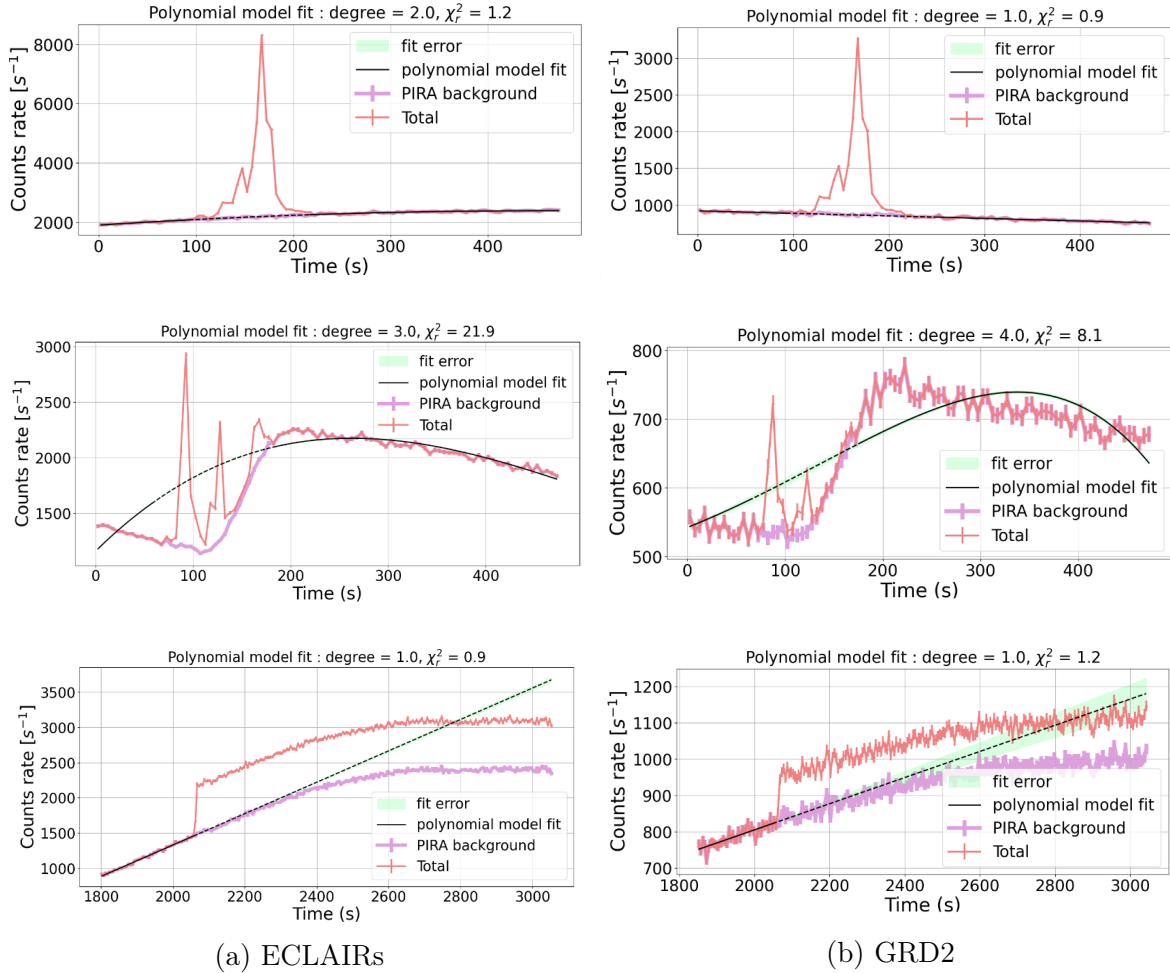 Polynomial model fit : degree = 2.0, χ²ᵣ = 1.2
Counts rate [s⁻¹]
8000
6000
4000
2000
fit error
polynomial model fit
PIRA background
Total
0 100 200 300 400
Time (s)
Polynomial model fit : degree = 1.0, χ²ᵣ = 0.9
Counts rate [s⁻¹]
3000
2500
2000
1500
1000
fit error
polynomial model fit
PIRA background
Total
0 100 200 300 400
Time (s)
Polynomial model fit : degree = 3.0, χ²ᵣ = 21.9
Counts rate [s⁻¹]
3000
2500
2000
1500
fit error
polynomial model fit
PIRA background
Total
0 100 200 300 400
Time (s)
Polynomial model fit : degree = 4.0, χ²ᵣ = 8.1
Counts rate [s⁻¹]
800
700
600
500
fit error
polynomial model fit
PIRA background
Total
0 100 200 300 400
Time (s)
Polynomial model fit : degree = 1.0, χ²ᵣ = 0.9
Counts rate [s⁻¹]
3500
3000
2500
2000
1500
1000
fit error
polynomial model fit
PIRA background
Total
1800 2000 2200 2400 2600 2800 3000
Time (s)
Polynomial model fit : degree = 1.0, χ²ᵣ = 1.2
Counts rate [s⁻¹]
1200
1100
1000
900
800
700
fit error
polynomial model fit
PIRA background
Total
1800 2000 2200 2400 2600 2800 3000
Time (s)
(a) ECLAIRs
(b) GRD2